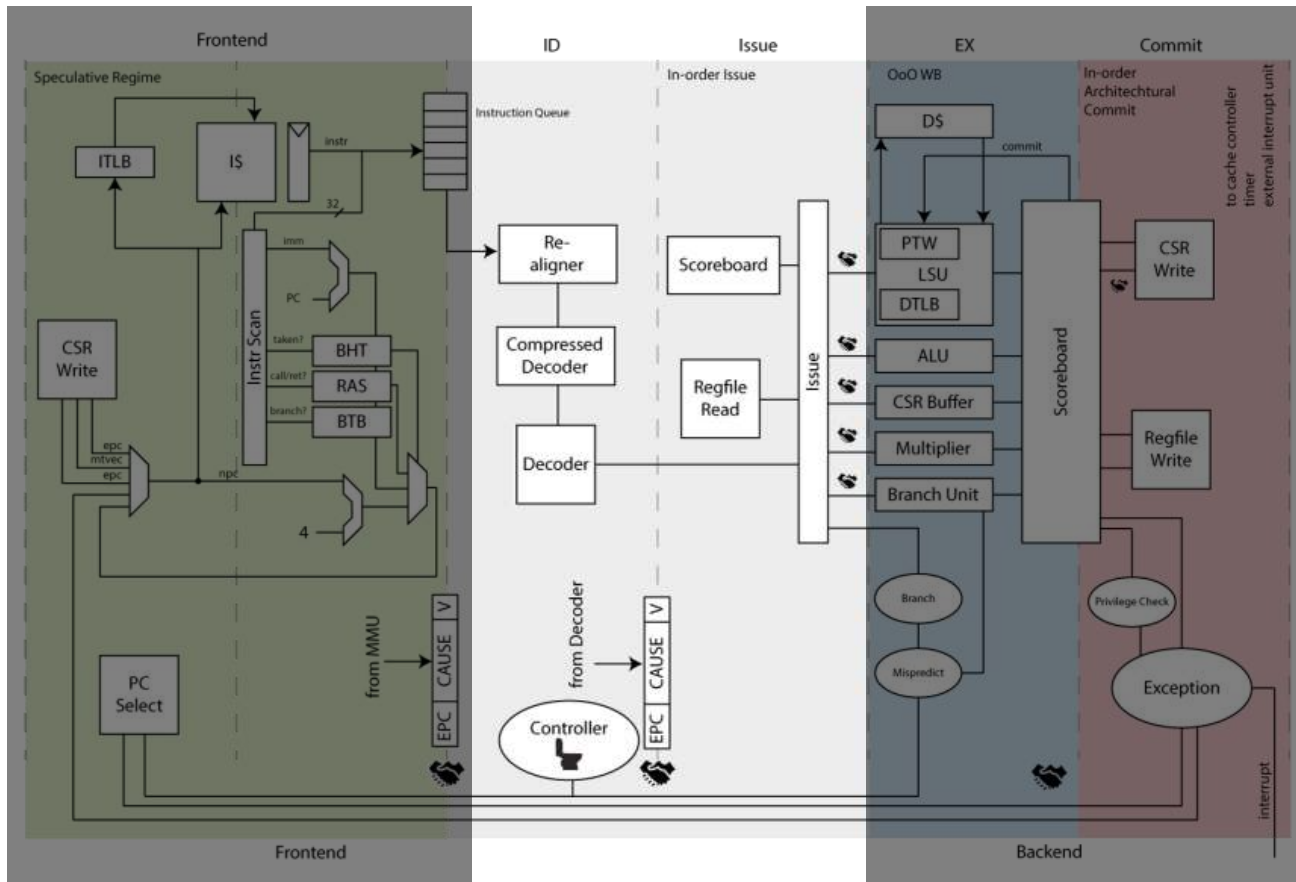 Frontend
ID
Issue
EX
Commit
Speculative Regime
In-order Issue
OoO WB
In-order
Architechtural
Commit
to cache controller
timer
external interrupt unit
Instruction Queue
ITLB
I$
instr
32
D$
commit
Instr Scan
imm
PC
Re-
aligner
Scoreboard
Issue
PTW
LSU
DTLB
Scoreboard
CSR
Write
CSR
Write
taken?
BHT
call/ret?
RAS
branch?
BTB
Compressed
Decoder
Regfile
Read
ALU
CSR Buffer
Multiplier
Branch Unit
Regfile
Write
epc
mtvec
epc
npc
4
Decoder
from MMU
EPC CAUSE V
from Decoder
EPC CAUSE V
Branch
Mispredict
Privilege Check
Exception
PC
Select
Controller
interrupt
Frontend
Backend